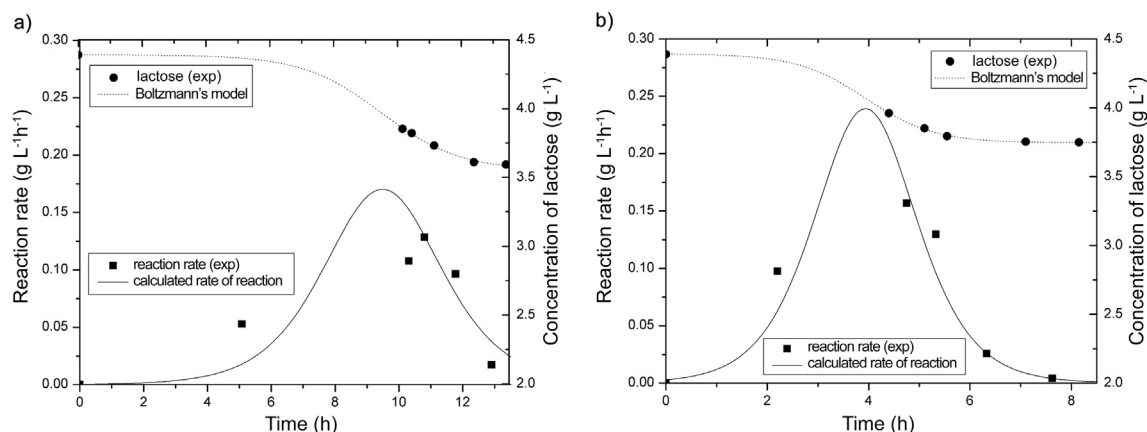 a)
Reaction rate (g L⁻¹h⁻¹)
0.30
0.25
0.20
0.15
0.10
0.05
0.00
lactose (exp)
Boltzmann's model
reaction rate (exp)
calculated rate of reaction
4.5
4.0
3.5
3.0
2.5
2.0
Concentration of lactose (g L⁻¹)
0 2 4 6 8 10 12
Time (h)
b)
Reaction rate (g L⁻¹h⁻¹)
0.30
0.25
0.20
0.15
0.10
0.05
0.00
lactose (exp)
Boltzmann's model
reaction rate (exp)
calculated rate of reaction
4.5
4.0
3.5
3.0
2.5
2.0
Concentration of lactose (g L⁻¹)
0 2 4 6 8
Time (h)